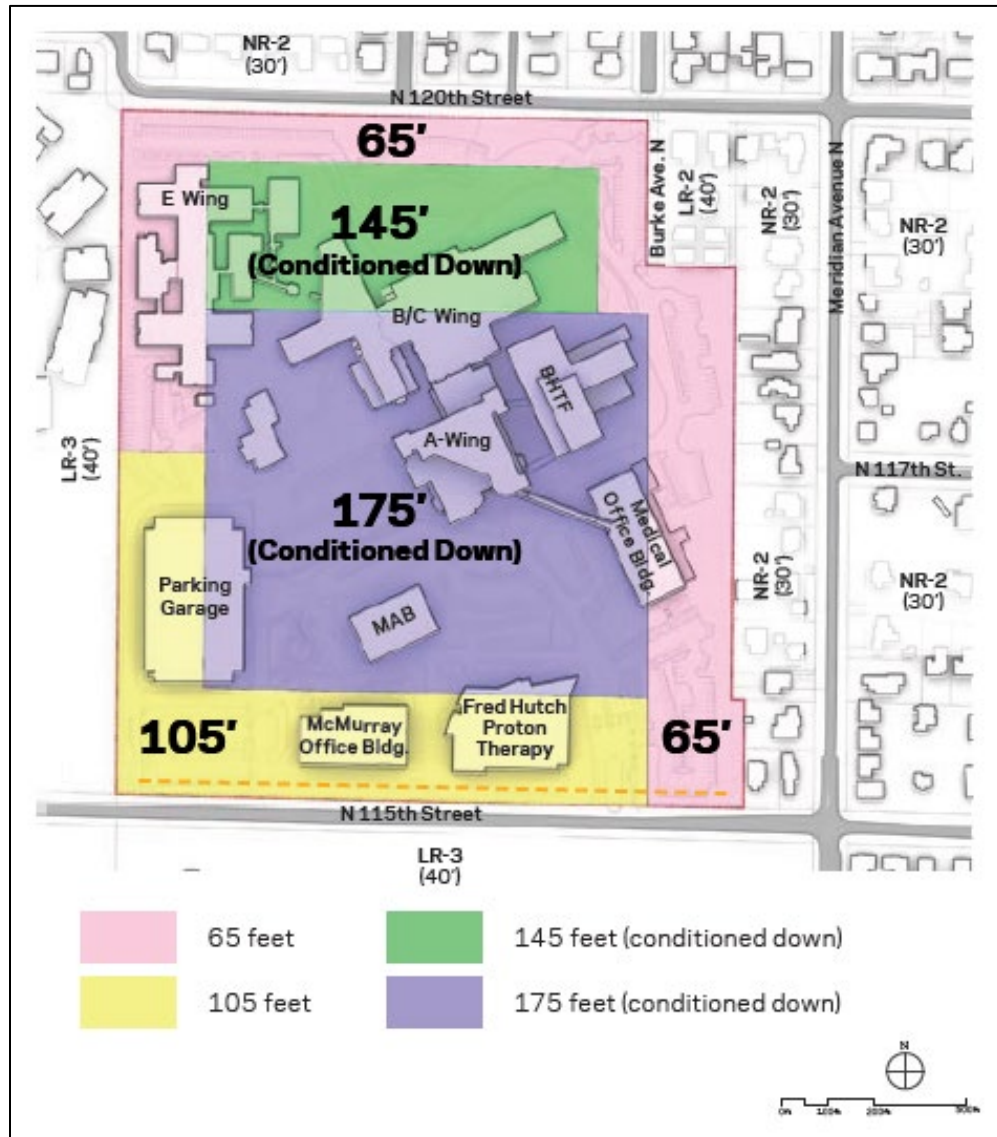 NR-2
(30')
N 120th Street
65'
E Wing
145'
(Conditioned Down)
Burke Ave. N
LR-2
(40')
NR-2
(30')
Meridian Avenue N
NR-2
(30')
B/C Wing
BHTF
A-Wing
LR-3
(40')
N 117th St.
175'
(Conditioned Down)
Medical
Office Bldg.
Parking
Garage
MAB
NR-2
(30')
NR-2
(30')
Fred Hutch
Proton
Therapy
McMurray
Office Bldg.
105'
65'
N 115th Street
LR-3
(40')
65 feet
145 feet (conditioned down)
105 feet
175 feet (conditioned down)
N
0ft 100ft 200ft